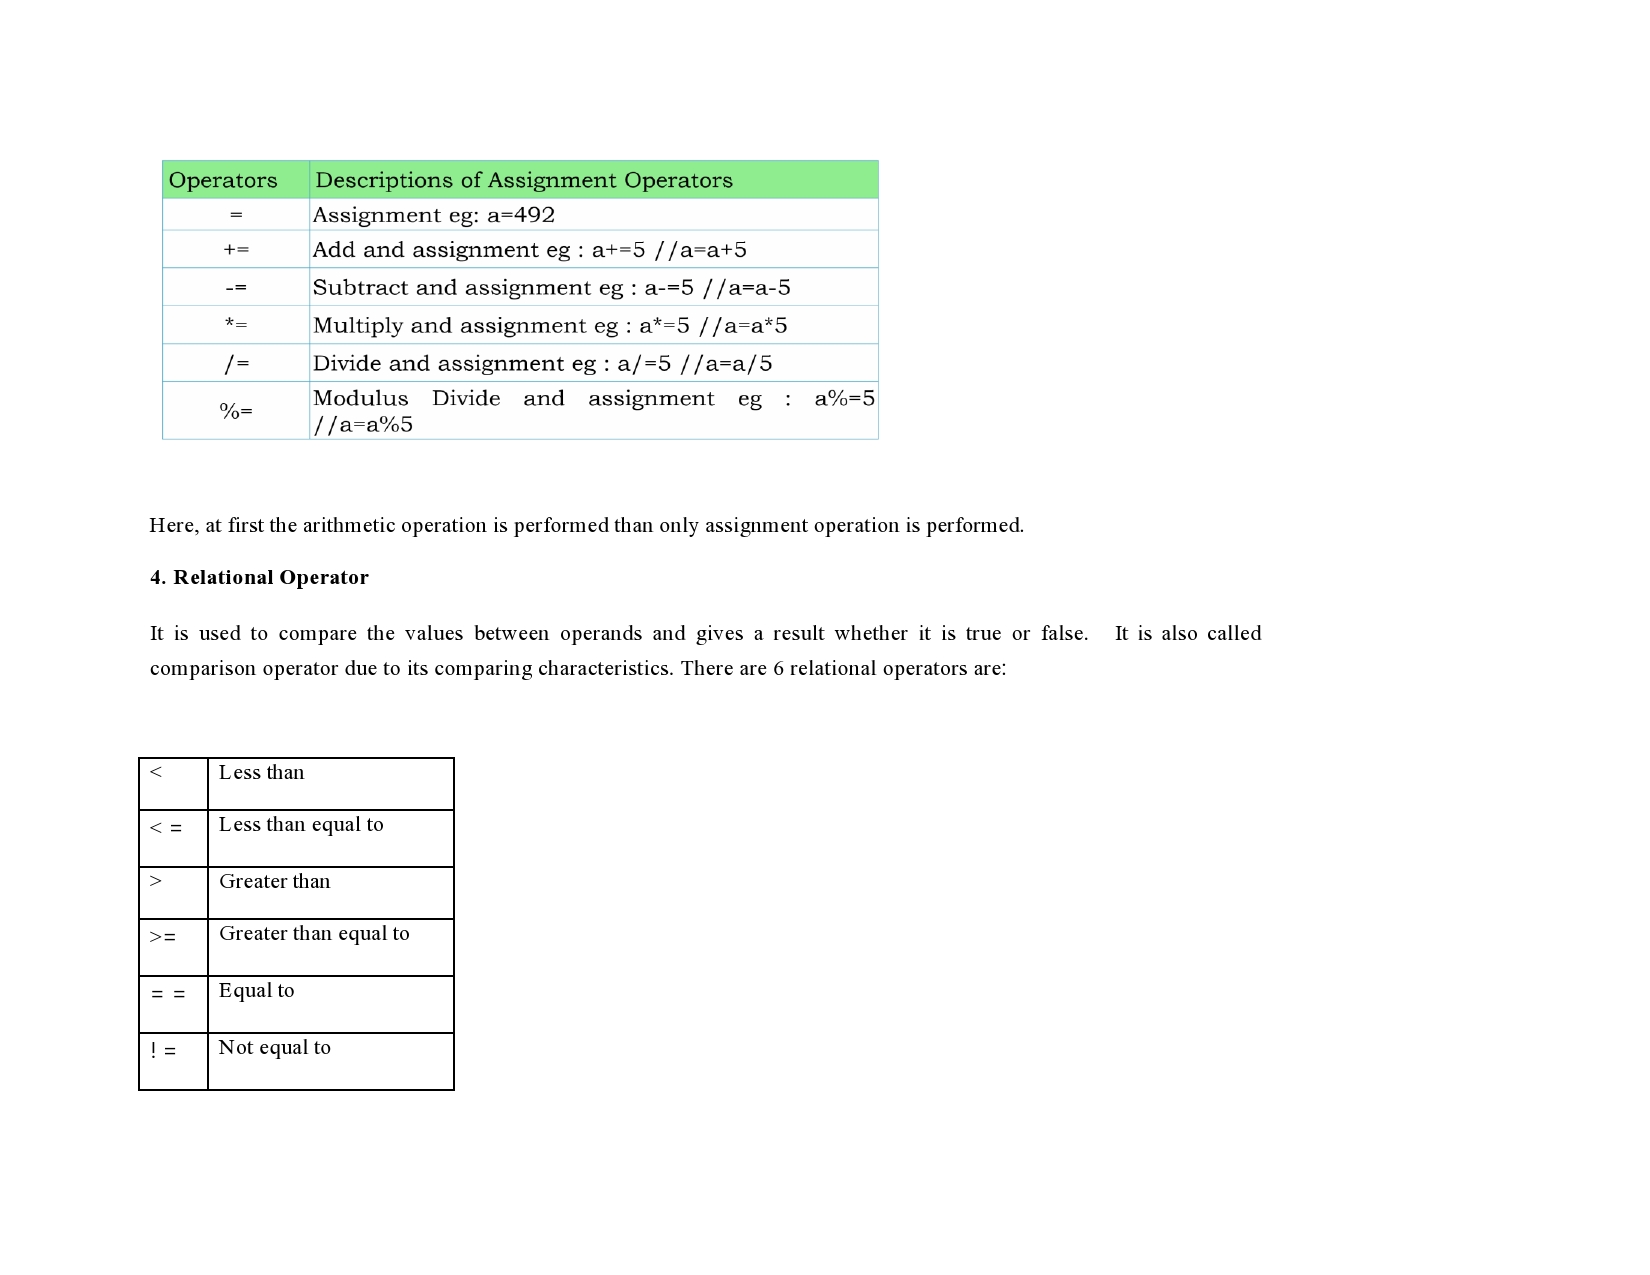 Operators Descriptions of Assignment Operators
= Assignment eg: a=492
+= Add and assignment eg : a+=5 //a=a+5
-= Subtract and assignment eg : a-=5 //a=a-5
*= Multiply and assignment eg : a*=5 //a=a*5
/= Divide and assignment eg : a/=5 //a=a/5
%= Modulus Divide and assignment eg : a%=5
//a=a%5
Here, at first the arithmetic operation is performed than only assignment operation is performed.
4. Relational Operator
It is used to compare the values between operands and gives a result whether it is true or false. It is also called
comparison operator due to its comparing characteristics. There are 6 relational operators are:
< Less than
< = Less than equal to
> Greater than
>= Greater than equal to
= = Equal to
! = Not equal to